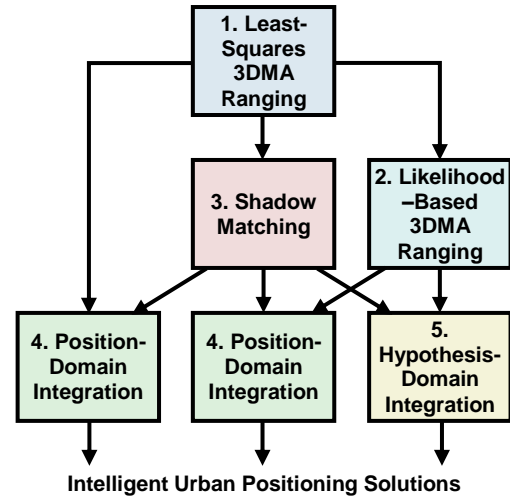 1. Least-
Squares
3DMA
Ranging
3. Shadow
Matching
2. Likelihood
–Based
3DMA
Ranging
4. Position-
Domain
Integration
4. Position-
Domain
Integration
5.
Hypothesis-
Domain
Integration
Intelligent Urban Positioning Solutions